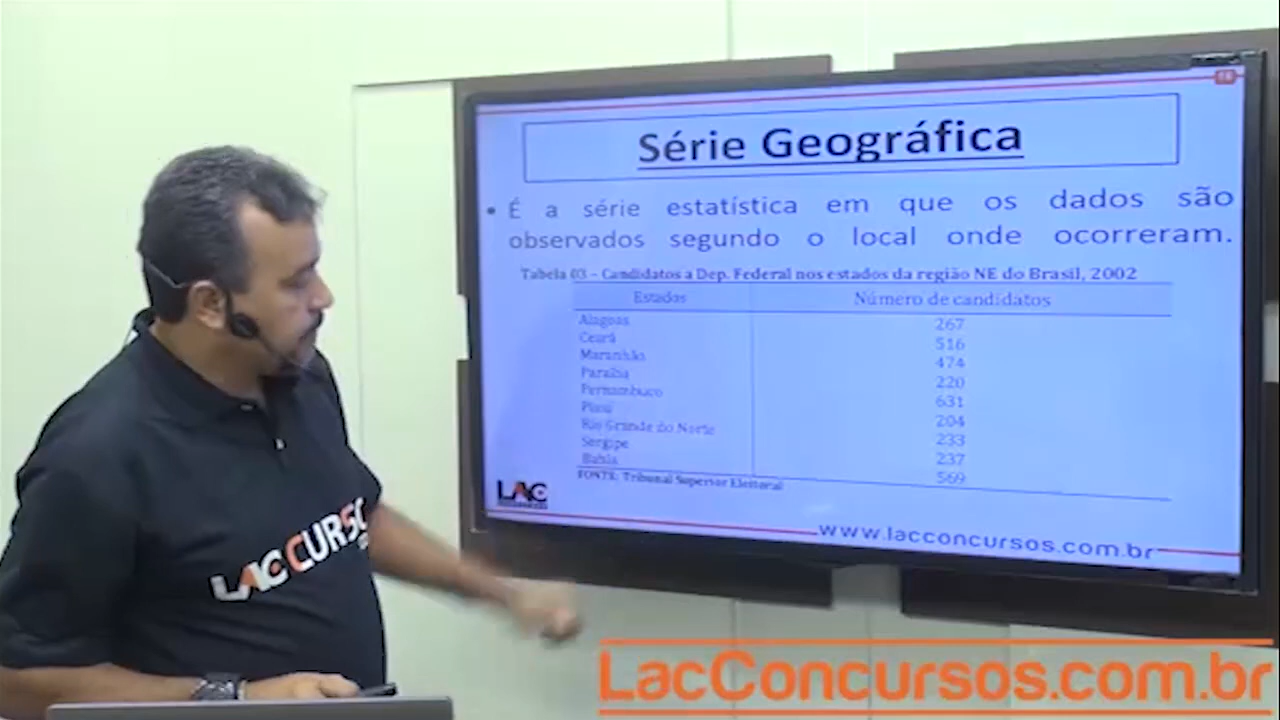 18
Série Geográfica
• É a série estatística em que os dados são
observados segundo o local onde ocorreram.
Tabela 03 – Candidatos a Dep. Federal nos estados da região NE do Brasil, 2002
Estados Número de candidatos
Alagoas 267
Ceará 516
Maranhão 474
Paraíba 220
Pernambuco 631
Piauí 204
Rio Grande do Norte 233
Sergipe 237
Bahia 569
FONTE: Tribunal Superior Eleitoral
LAC
www.lacconcursos.com.br
LAC CURSO
LacConcursos.com.br